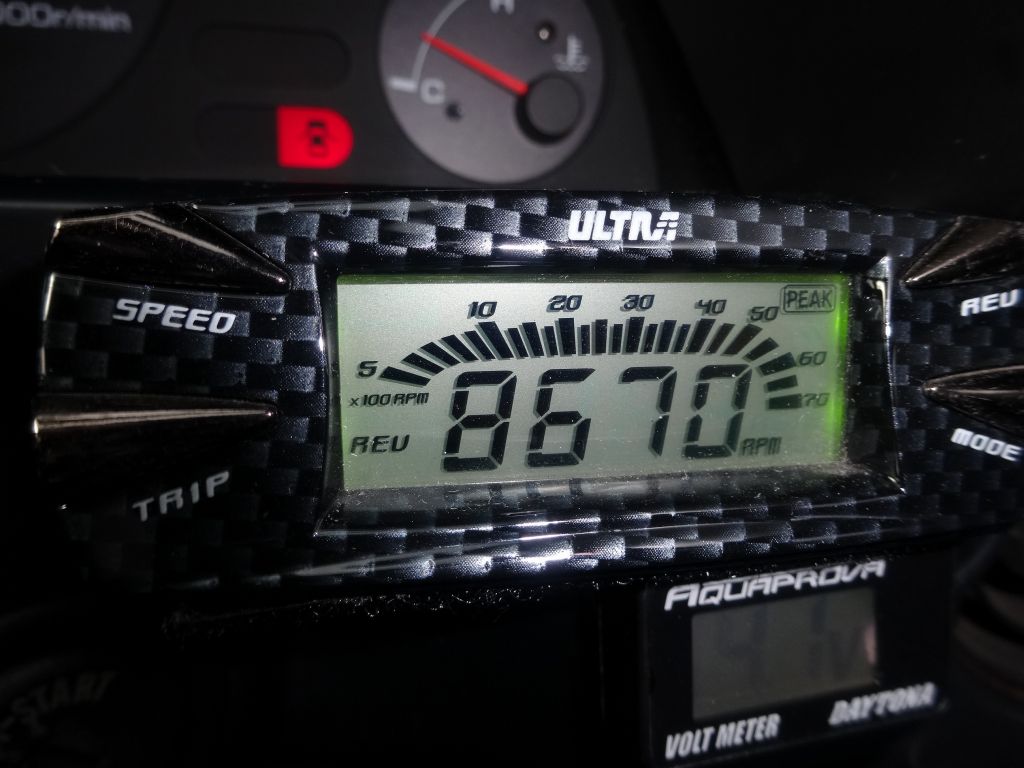 000r/min
H
C
ULTRA
SPEED
REV
10 20 30 40 50 PEAK
5 60
x100 RPM 70
REV 8670 RPM
TRIP
MODE
AQUAPROVA
VOLT METER DAYTONA
START